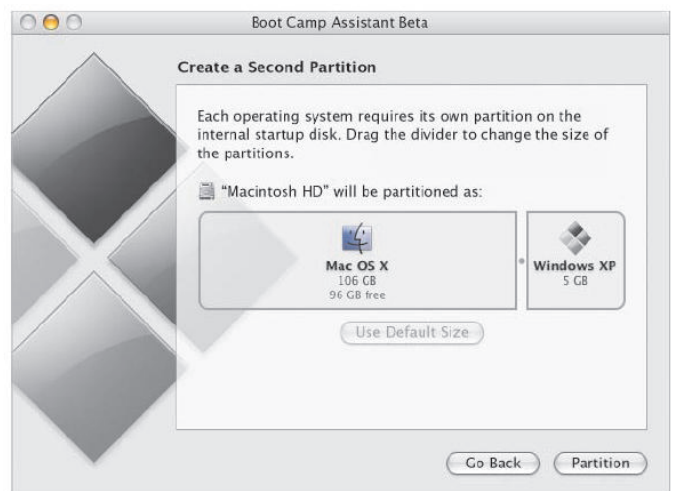 Boot Camp Assistant Beta
Create a Second Partition
Each operating system requires its own partition on the
internal startup disk. Drag the divider to change the size of
the partitions.
"Macintosh HD" will be partitioned as:
Mac OS X
106 GB
96 GB free
Windows XP
5 GB
Use Default Size
Go Back
Partition